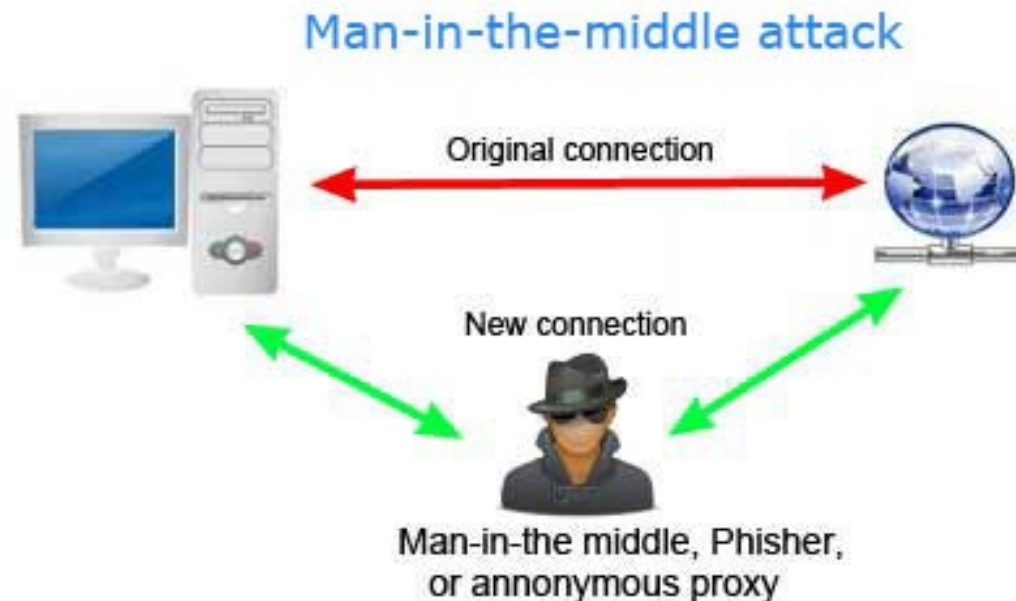 Man-in-the-middle attack
Original connection
New connection
Man-in-the middle, Phisher,
or annonymous proxy